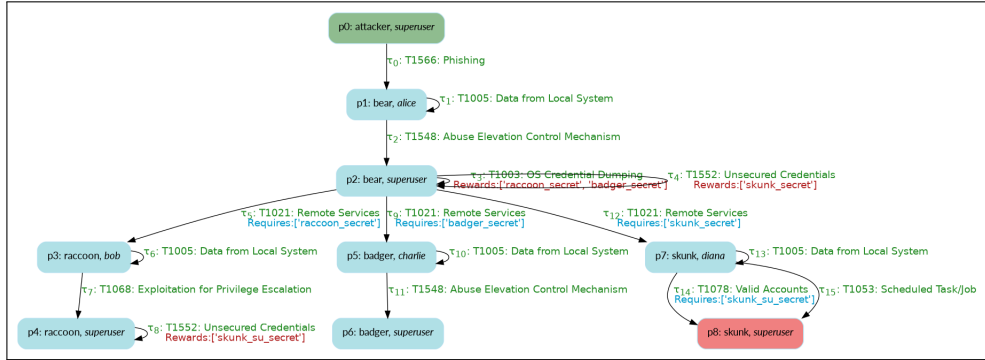 p0: attacker, superuser
τ0: T1566: Phishing
p1: bear, alice
τ1: T1005: Data from Local System
τ2: T1548: Abuse Elevation Control Mechanism
p2: bear, superuser
τ3: T1003: OS Credential Dumping
Rewards:['raccoon_secret', 'badger_secret']
τ4: T1552: Unsecured Credentials
Rewards:['skunk_secret']
τ5: T1021: Remote Services
Requires:['raccoon_secret']
τ9: T1021: Remote Services
Requires:['badger_secret']
τ12: T1021: Remote Services
Requires:['skunk_secret']
p3: raccoon, bob
τ6: T1005: Data from Local System
p5: badger, charlie
τ10: T1005: Data from Local System
p7: skunk, diana
τ13: T1005: Data from Local System
τ7: T1068: Exploitation for Privilege Escalation
τ11: T1548: Abuse Elevation Control Mechanism
τ14: T1078: Valid Accounts
Requires:['skunk_su_secret']
τ15: T1053: Scheduled Task/Job
p4: raccoon, superuser
τ8: T1552: Unsecured Credentials
Rewards:['skunk_su_secret']
p6: badger, superuser
p8: skunk, superuser